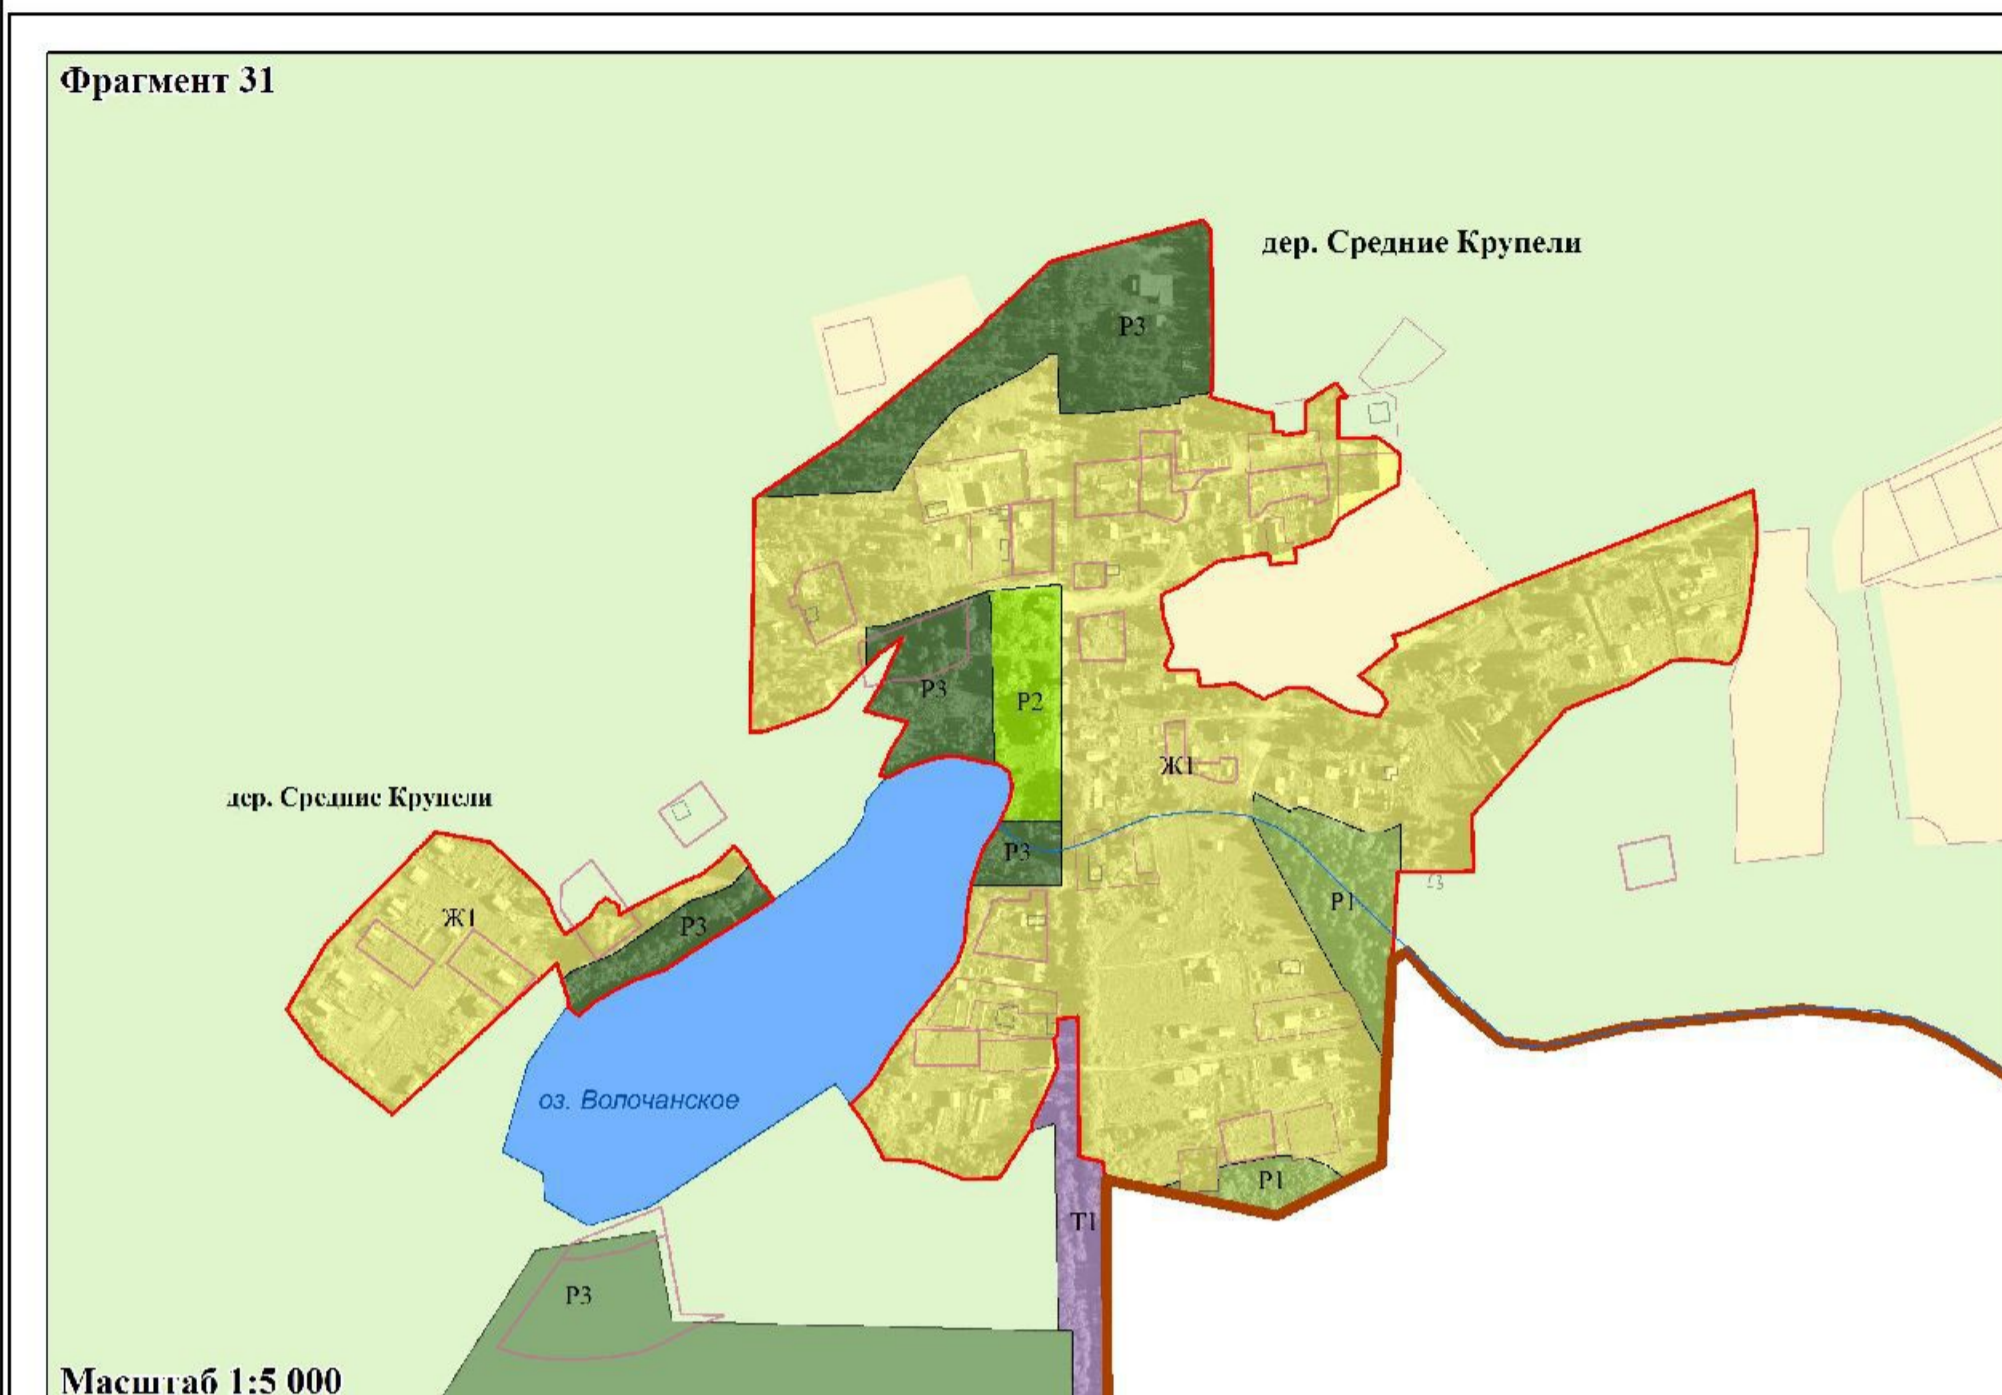 Фрагмент 31
дер. Средние Крупели
Р3
Р3
Р2
Ж1
дер. Средние Крупели
Р3
Р1
Ж1
Р3
оз. Волочанское
Р1
Т1
Р3
Масштаб 1:5 000